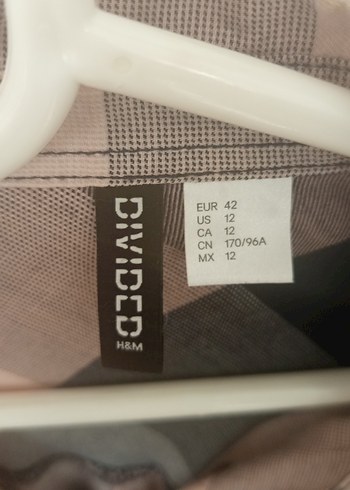 DIVIDED
H&M
EUR 42
US 12
CA 12
CN 170/96A
MX 12